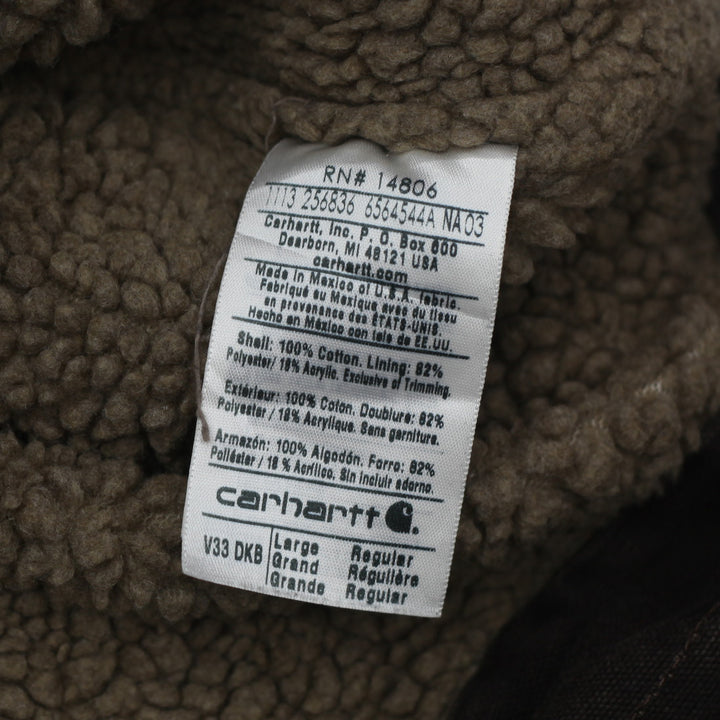 RN# 14806
1113 256836 6564544A NA03
Carhartt, Inc. P. O. Box 600
Dearborn, MI 48121 USA
carhartt.com
Made in Mexico of U.S.A. fabric.
Fabriqué au Mexique avec du tissu
en provenance des ÉTATS-UNIS.
Hecho en México con tela de EE.UU.
Shell: 100% Cotton. Lining: 82%
Polyester/ 18% Acrylic. Exclusive of Trimming.
Extérieur: 100% Coton. Doublure: 82%
Polyester / 18% Acrylique. Sans garniture.
Armazón: 100% Algodón. Forro: 82%
Poliéster / 18 % Acrílico. Sin incluir adorno.
carhartt
V33 DKB Large Regular
Grand Régulière
Grande Regular